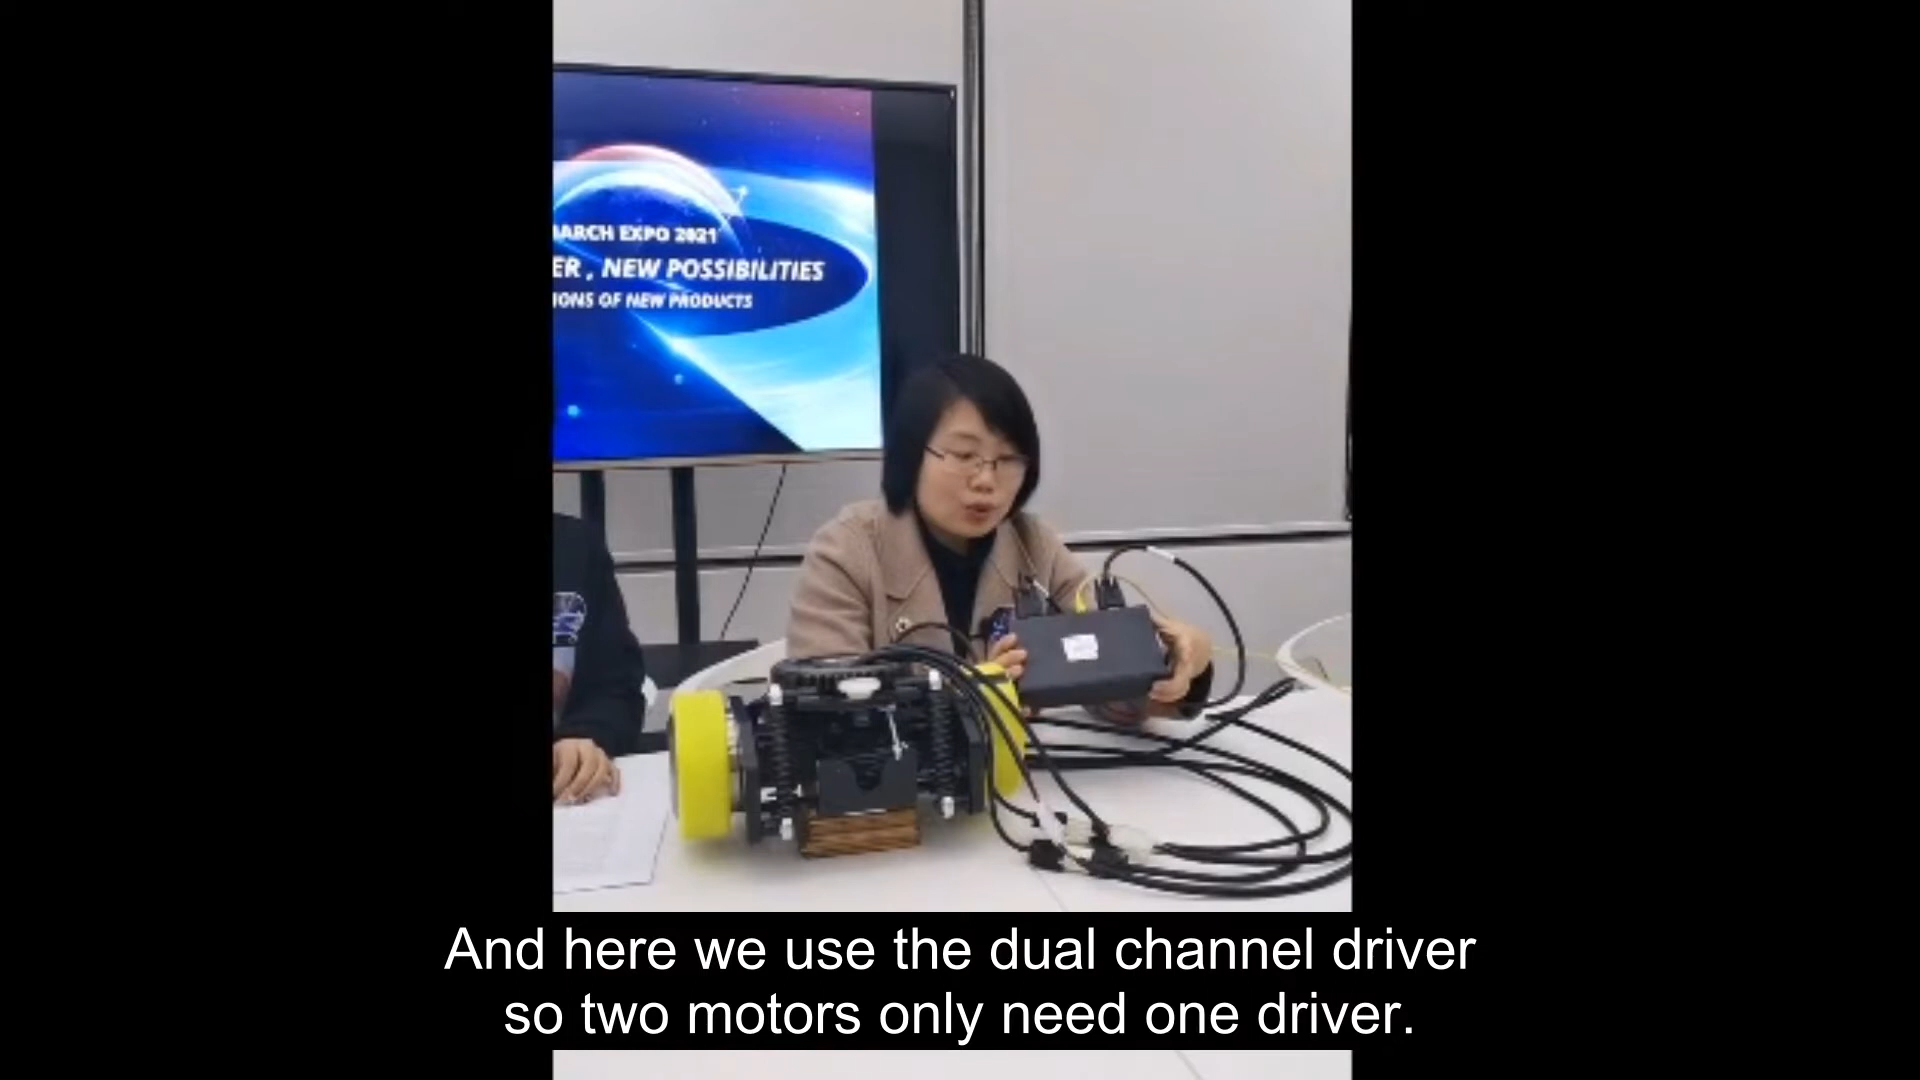 ARCH EXPO 2021
ER , NEW POSSIBILITIES
IONS OF NEW PRODUCTS
And here we use the dual channel driver
so two motors only need one driver.